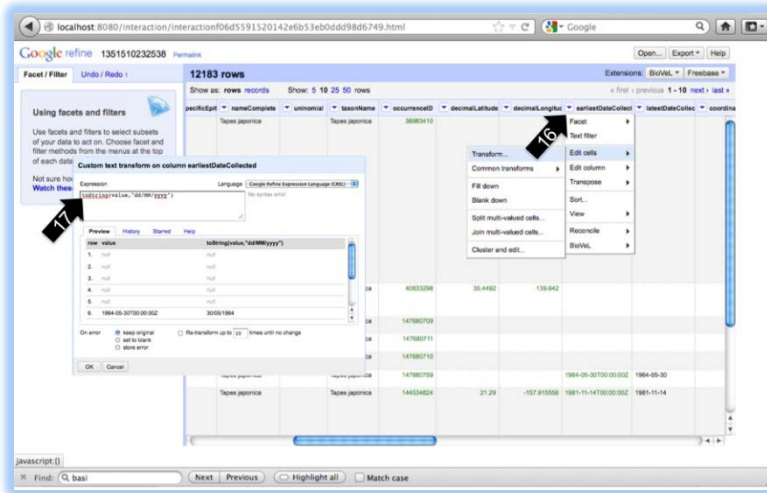 localhost:8080/interaction/interactionf06d5591520142e6b53eb0ddd98d6749.html
Google
Google refine 1351510232538 Permalink
Open... Export Help
Facet / Filter Undo / Redo 1
12183 rows
Extensions: BioVeL Freebase
Show as: rows records Show: 5 10 25 50 rows
« first ‹ previous 1 - 10 next › last »
pecificEpit nameComplete uninomial taxonName occurrenceID decimalLatitude decimalLongituc earliestDateCollect latestDateCollec coordina
Using facets and filters
Use facets and filters to select subsets
of your data to act on. Choose facet and
filter methods from the menus at the top
of each data
Not sure ho
Watch thes
Tapes japonica Tapes japonica 38983410
16
Facet
Text filter
Edit cells
Edit column
Transpose
Sort...
View
Reconcile
BioVeL
Transform...
Common transforms
Fill down
Blank down
Split multi-valued cells...
Join multi-valued cells...
Cluster and edit...
Custom text transform on column earliestDateCollected
Expression Language Google Refine Expression Language (GREL)
toString(value,"dd/MM/yyyy") No syntax error
17
Preview History Starred Help
row value toString(value,"dd/MM/yyyy")
1. null null
2. null null
3. null null
4. null null
5. null null
6. 1984-05-30T00:00:00Z 30/05/1984
On error keep original Re-transform up to 10 times until no change
set to blank
store error
OK Cancel
ca 40833298 35.4492 139.642
ca 147680709
ca 147680711
ca 147680710
Tapes japonica Tapes japonica 147680759 1984-05-30T00:00:00Z 1984-05-30
Tapes japonica Tapes japonica 144534824 21.29 -157.915556 1981-11-14T00:00:00Z 1981-11-14
javascript:{}
Find: basi Next Previous Highlight all Match case